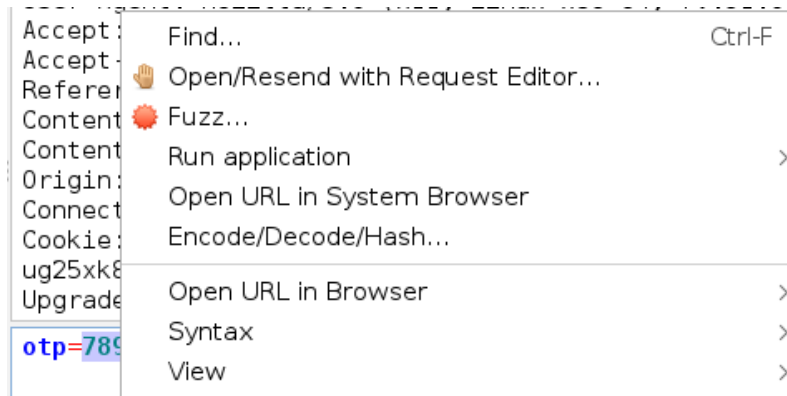 Accept:
Find...
Ctrl-F
Accept-
Open/Resend with Request Editor...
Referer
Fuzz...
Content
Content
Run application
Origin:
Open URL in System Browser
Connect
Cookie:
Encode/Decode/Hash...
ug25xk8
Upgrade
Open URL in Browser
Syntax
otp=789
View